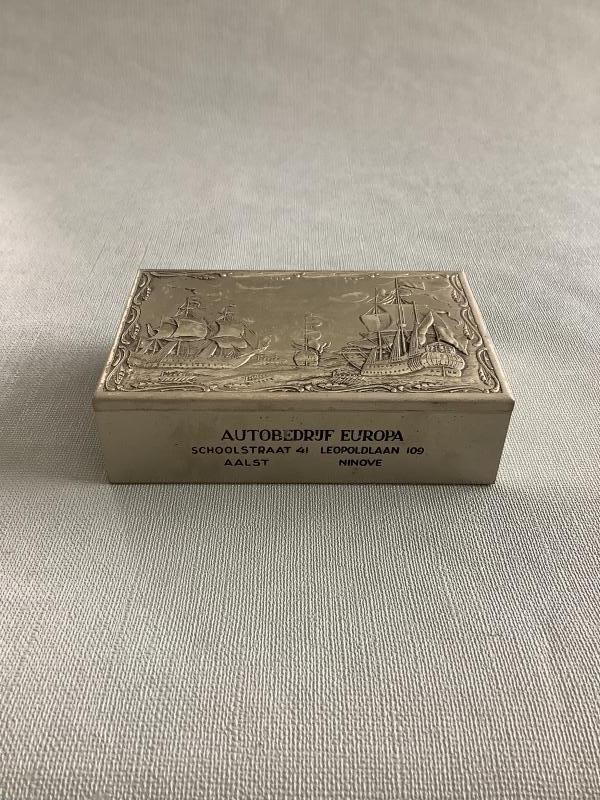 AUTOBEDRIJF EUROPA
SCHOOLSTRAAT 41 LEOPOLDLAAN 109
AALST NINOVE